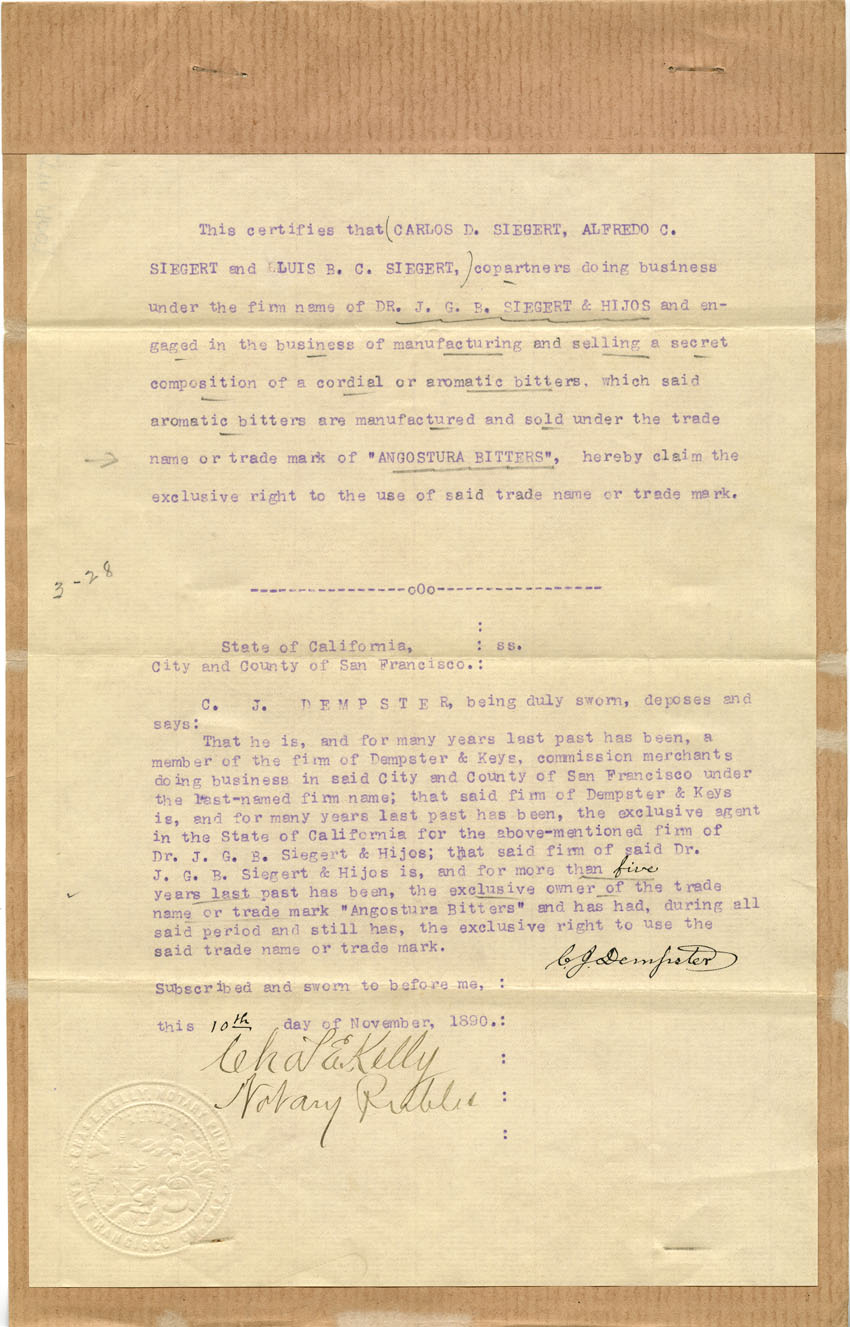 This certifies that (CARLOS D. SIEGERT, ALFREDO C.
SIEGERT and LUIS B. C. SIEGERT,) copartners doing business
under the firm name of DR. J. G. B. SIEGERT & HIJOS and en-
gaged in the business of manufacturing and selling a secret
composition of a cordial or aromatic bitters, which said
aromatic bitters are manufactured and sold under the trade
name or trade mark of "ANGOSTURA BITTERS", hereby claim the
exclusive right to the use of said trade name or trade mark.
3-28
-----------------oOo------------------
:
State of California, : ss.
City and County of San Francisco.:
C. J. D E M P S T E R, being duly sworn, deposes and
says:
That he is, and for many years last past has been, a
member of the firm of Dempster & Keys, commission merchants
doing business in said City and County of San Francisco under
the last-named firm name; that said firm of Dempster & Keys
is, and for many years last past has been, the exclusive agent
in the State of California for the above-mentioned firm of
Dr. J. G. B. Siegert & Hijos; that said firm of said Dr.
J. G. B. Siegert & Hijos is, and for more than five
years last past has been, the exclusive owner of the trade
name or trade mark "Angostura Bitters" and has had, during all
said period and still has, the exclusive right to use the
said trade name or trade mark.
C. J. Dempster
Subscribed and sworn to before me, :
this 10th day of November, 1890.:
Chas E. Kelly :
Notary Public :
:
CHAS. E. KELLY, NOTARY PUBLIC
SAN FRANCISCO CO. CAL.